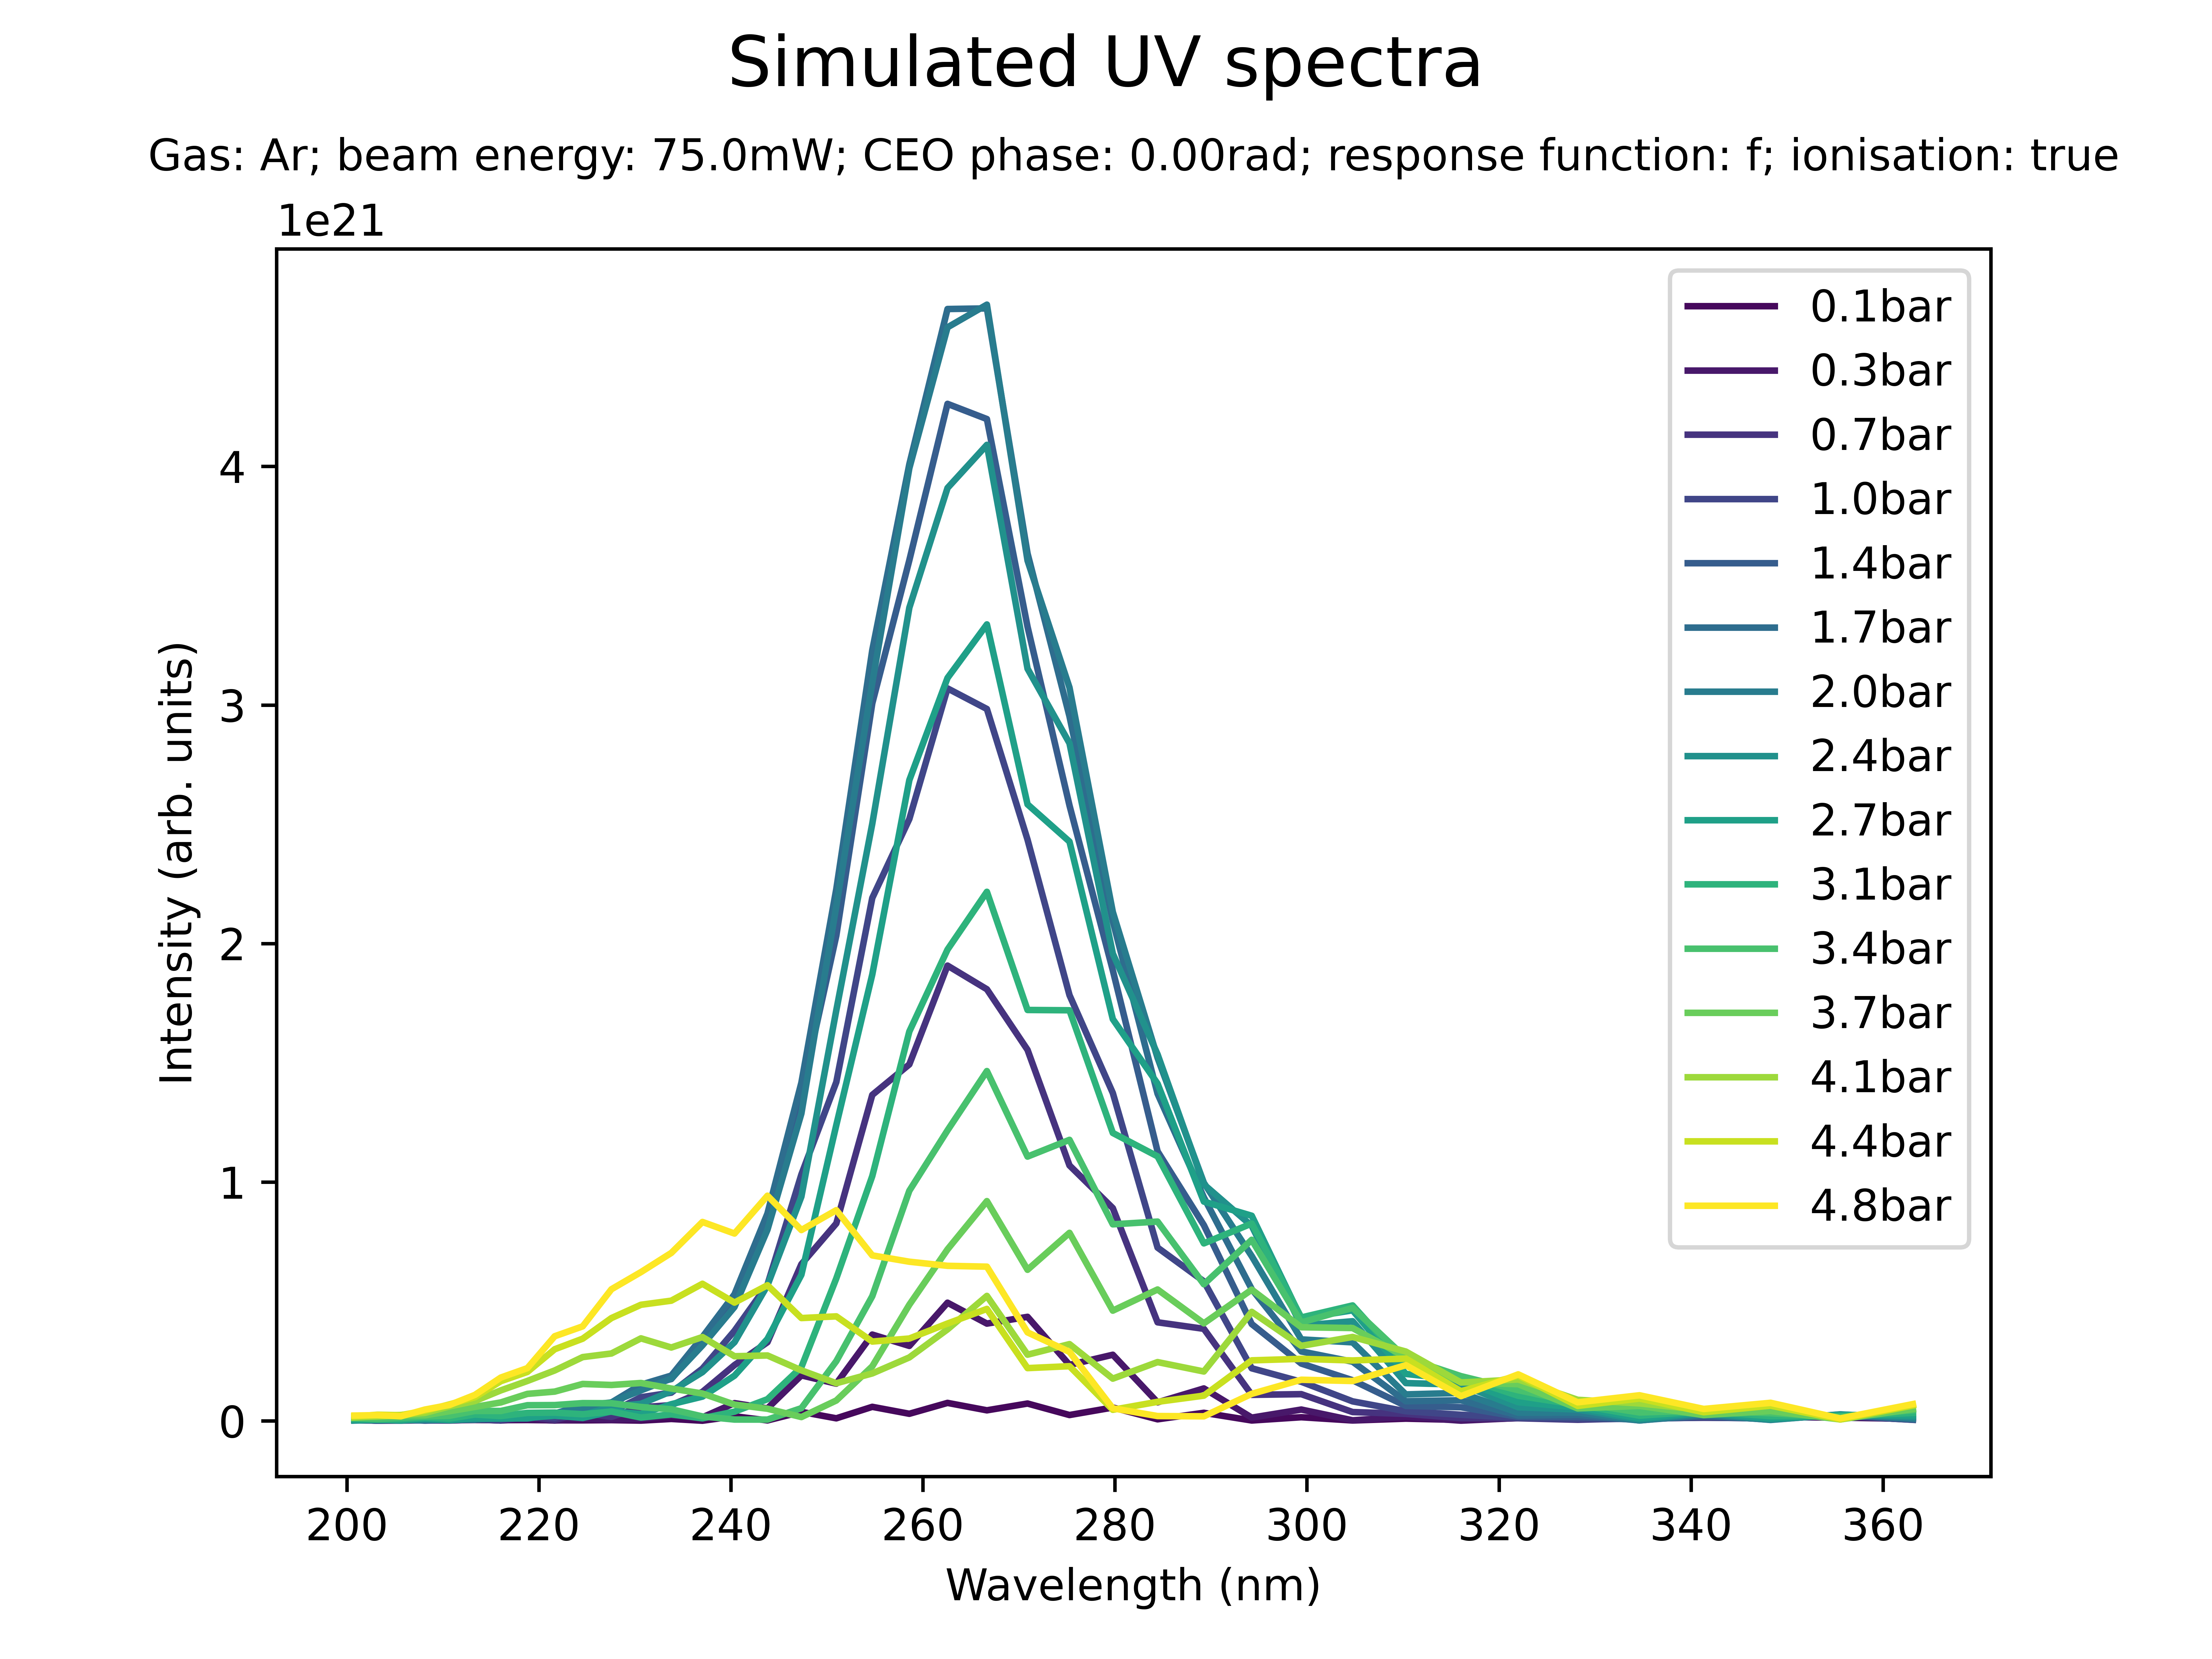 Simulated UV spectra
Gas: Ar; beam energy: 75.0mW; CEO phase: 0.00rad; response function: f; ionisation: true
1e21
4
3
2
1
0
Intensity (arb. units)
200 220 240 260 280 300 320 340 360
Wavelength (nm)
0.1bar
0.3bar
0.7bar
1.0bar
1.4bar
1.7bar
2.0bar
2.4bar
2.7bar
3.1bar
3.4bar
3.7bar
4.1bar
4.4bar
4.8bar